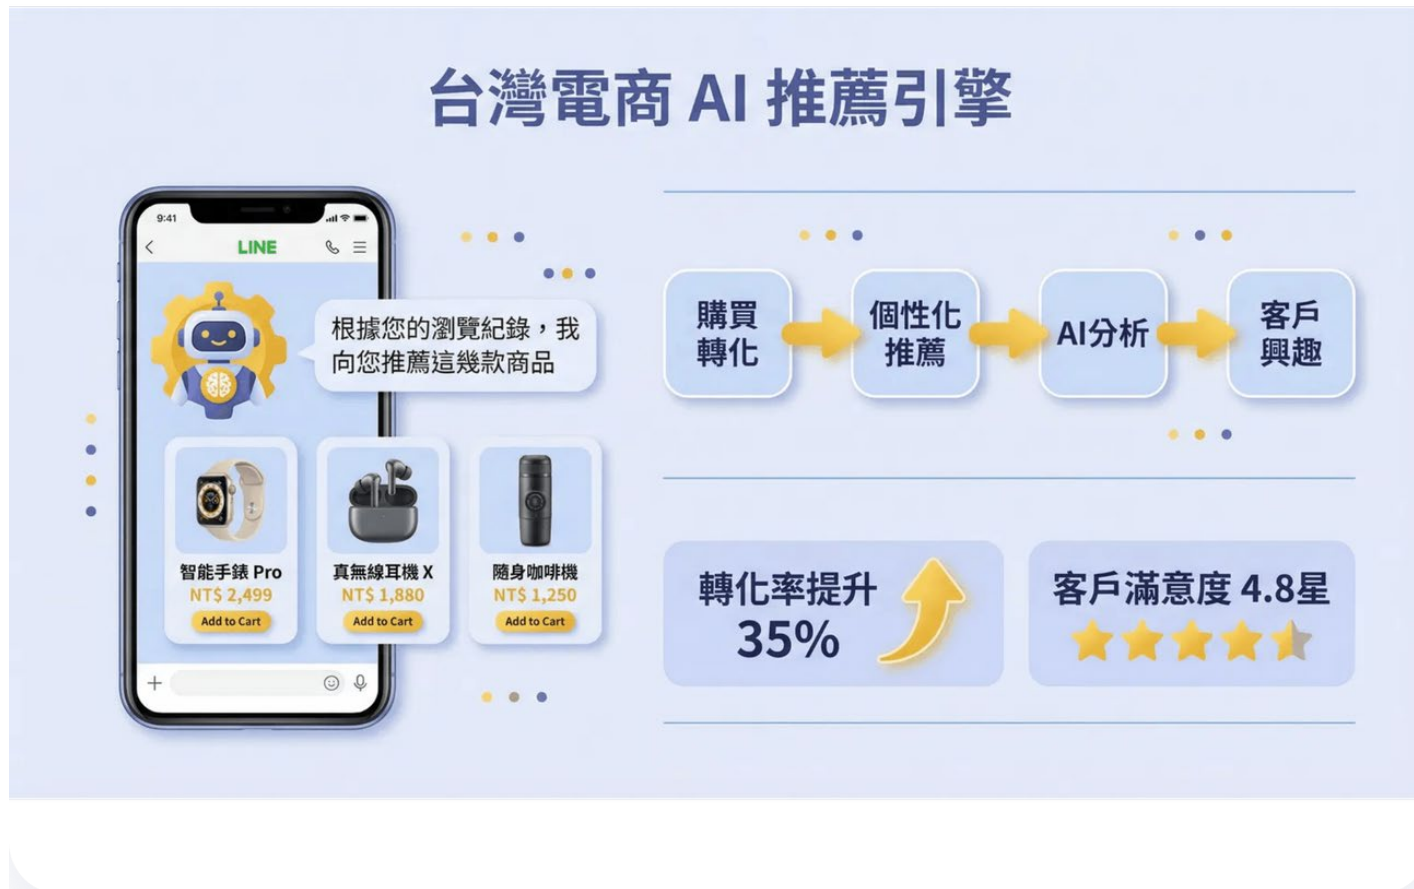 台灣電商 AI 推薦引擎
9:41
LINE
根據您的瀏覽紀錄，我
向您推薦這幾款商品
智能手錶 Pro
NT$ 2,499
Add to Cart
真無線耳機 X
NT$ 1,880
Add to Cart
隨身咖啡機
NT$ 1,250
Add to Cart
購買
轉化
個性化
推薦
AI分析
客戶
興趣
轉化率提升
35%
客戶滿意度 4.8星